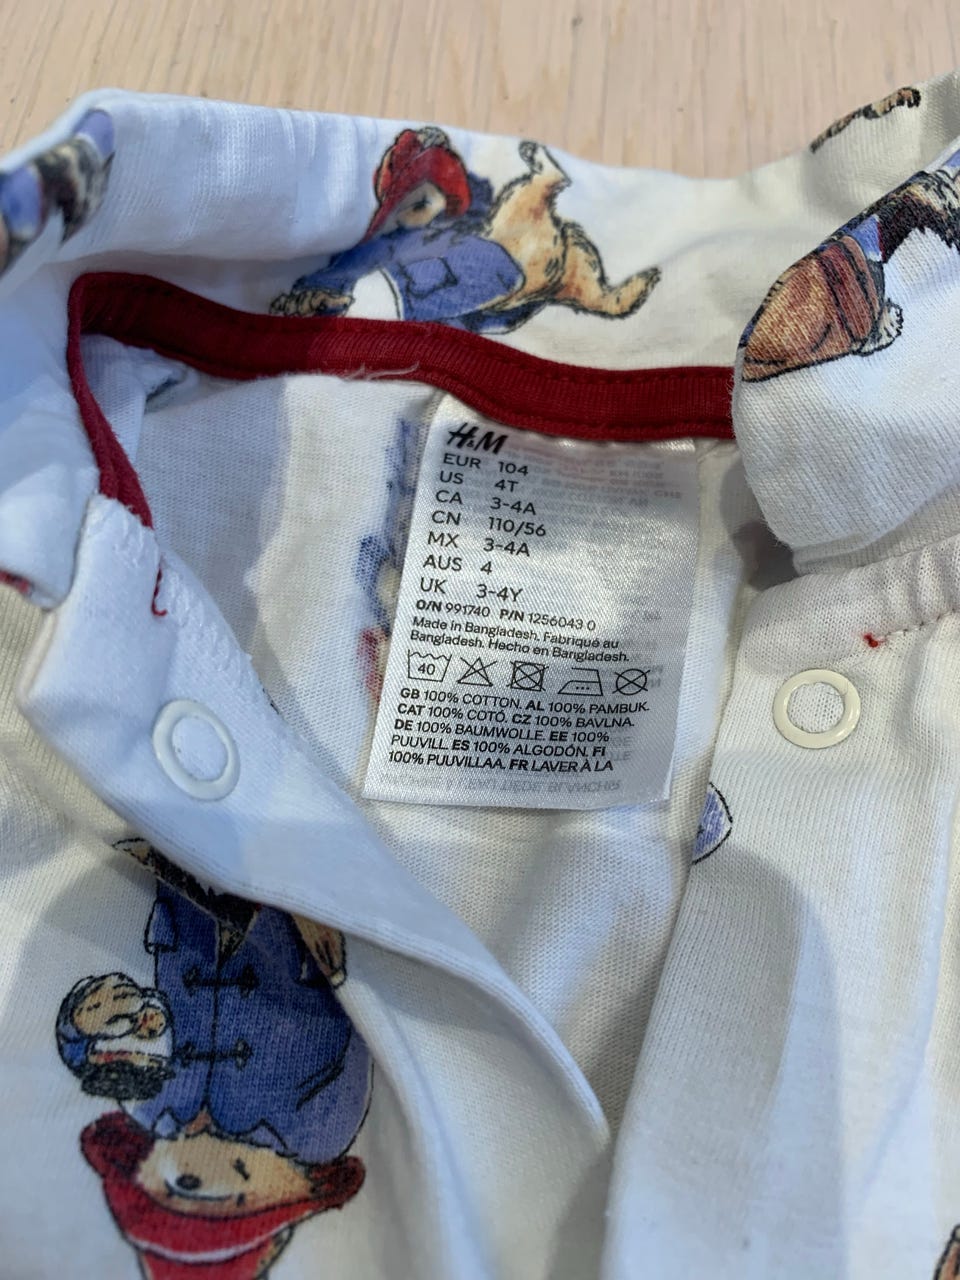 H&M
EUR 104
US 4T
CA 3-4A
CN 110/56
MX 3-4A
AUS 4
UK 3-4Y
O/N 991740 P/N 1256043 0
Made in Bangladesh. Fabriqué au
Bangladesh. Hecho en Bangladesh.
40
GB 100% COTTON. AL 100% PAMBUK.
CAT 100% COTÓ. CZ 100% BAVLNA.
DE 100% BAUMWOLLE. EE 100%
PUUVILL. ES 100% ALGODÓN. FI
100% PUUVILLAA. FR LAVER À LA